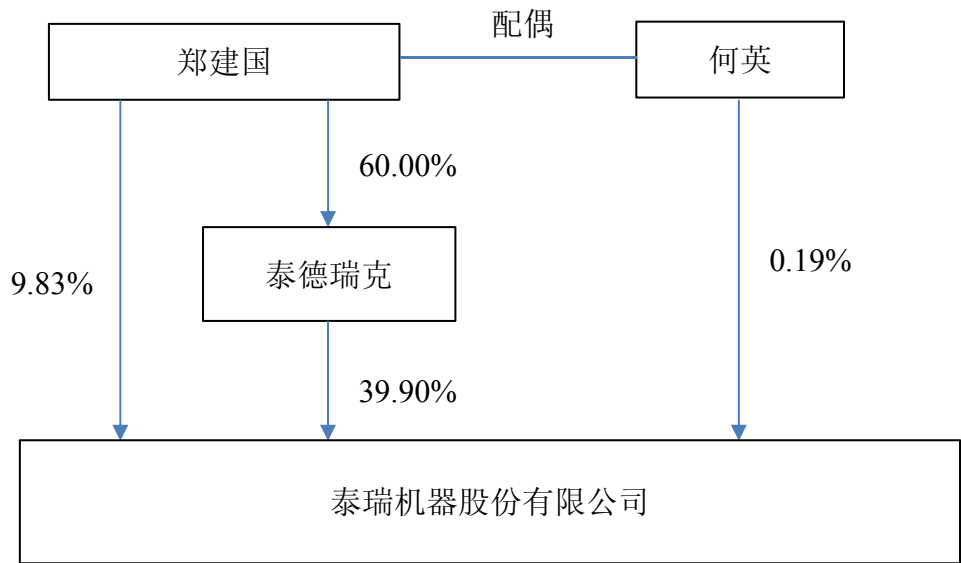 配偶
郑建国
何英
60.00%
泰德瑞克
0.19%
9.83%
39.90%
泰瑞机器股份有限公司